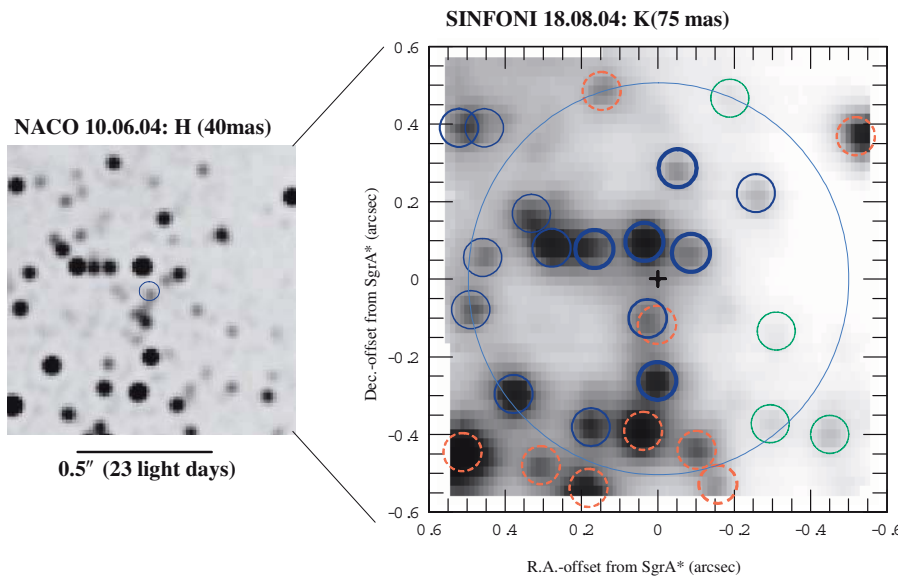 SINFONI 18.08.04: K(75 mas)
NACO 10.06.04: H (40mas)
0.5″ (23 light days)
Dec.-offset from SgrA* (arcsec)
0.6
0.4
0.2
0
-0.2
-0.4
-0.6
0.6 0.4 0.2 0 -0.2 -0.4 -0.6
R.A.-offset from SgrA* (arcsec)